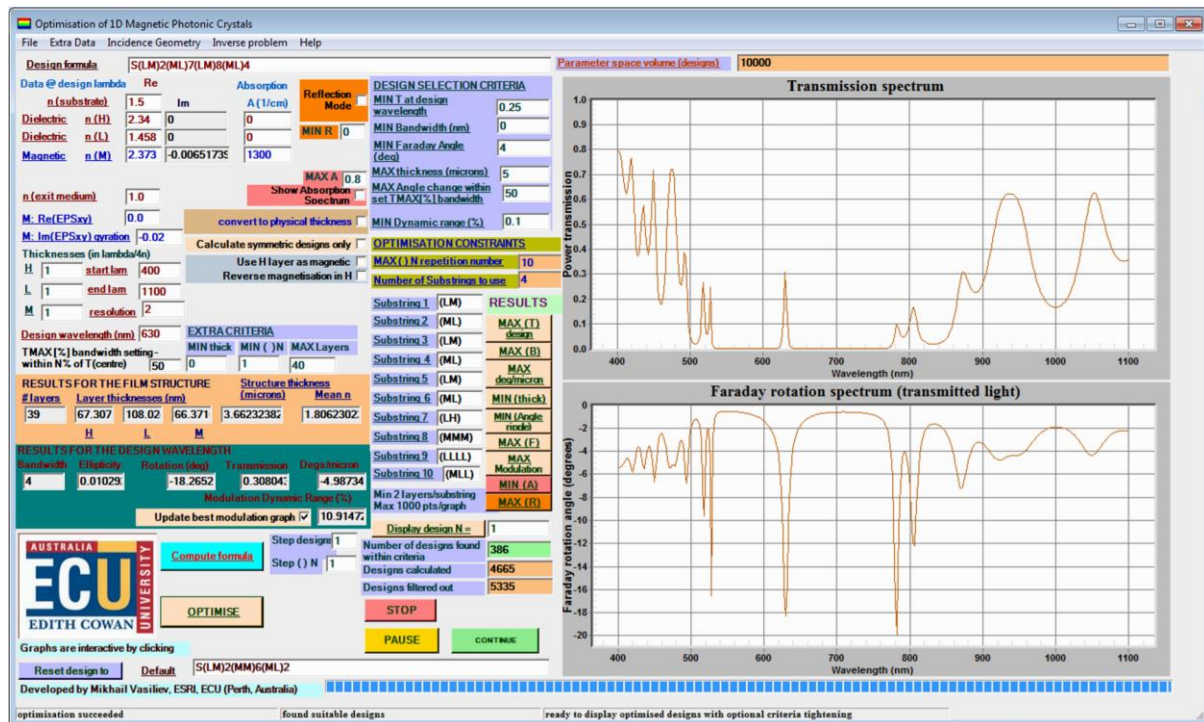 Optimisation of 1D Magnetic Photonic Crystals
File Extra Data Incidence Geometry Inverse problem Help
Design formula S(LM)2(ML)7(LM)8(ML)4
Parameter space volume (designs) 10000
Data @ design lambda Re Absorption
Im A (1/cm)
n (substrate) 1.5
Dielectric n (H) 2.34 0 0
Dielectric n (L) 1.458 0 0
Magnetic n (M) 2.373 -0.00651739 1300
Reflection Mode
MIN R 0
MAX A 0.8
Show Absorption Spectrum
n (exit medium) 1.0
M: Re(EPSxy) 0.0
M: Im(EPSxy) gyration -0.02
convert to physical thickness
Calculate symmetric designs only
Use H layer as magnetic
Reverse magnetisation in H
Thicknesses (in lambda/4n)
H 1 start lam 400
L 1 end lam 1100
M 1 resolution 2
Design wavelength (nm) 630
TMAX [%] bandwidth setting - within N% of T(centre) 50
EXTRA CRITERIA
MIN thick MIN ( )N MAX Layers
0 1 40
DESIGN SELECTION CRITERIA
MIN T at design wavelength 0.25
MIN Bandwidth (nm) 0
MIN Faraday Angle (deg) 4
MAX thickness (microns) 5
MAX Angle change within set TMAX[%] bandwidth 50
MIN Dynamic range (%) 0.1
OPTIMISATION CONSTRAINTS
MAX ( ) N repetition number 10
Number of Substrings to use 4
Substring 1 (LM)
Substring 2 (ML)
Substring 3 (LM)
Substring 4 (ML)
Substring 5 (LM)
Substring 6 (ML)
Substring 7 (LH)
Substring 8 (MMM)
Substring 9 (LLLL)
Substring 10 (MLL)
Min 2 layers/substring
Max 1000 pts/graph
RESULTS
MAX (T) design
MAX (B)
MAX deg/micron
MIN (thick)
MAX (F)
MAX Modulation
MIN (A)
MAX (R)
RESULTS FOR THE FILM STRUCTURE
# layers Layer thicknesses (nm) Structure thickness (microns) Mean n
39 67.307 108.02 66.371 3.66232382 1.8062302
H L M
RESULTS FOR THE DESIGN WAVELENGTH
Bandwidth Ellipticity Rotation (deg) Transmission Degs/micron
4 0.01029 -18.2652 0.30804 -4.98734
Modulation Dynamic Range (%)
Update best modulation graph 10.9147
Display design N = 1
Number of designs found within criteria 386
Designs calculated 4665
Designs filtered out 5335
AUSTRALIA
ECU
UNIVERSITY
EDITH COWAN
Compute formula
Step designs 1
Step ( ) N 1
OPTIMISE
STOP
PAUSE
CONTINUE
Graphs are interactive by clicking
Reset design to Default S(LM)2(MM)6(ML)2
Developed by Mikhail Vasiliev, ESRI, ECU (Perth, Australia)
optimisation succeeded found suitable designs ready to display optimised designs with optional criteria tightening
Transmission spectrum
Power transmission
1.0
0.9
0.8
0.7
0.6
0.5
0.4
0.3
0.2
0.1
0.0
400 500 600 700 800 900 1000 1100
Wavelength (nm)
Faraday rotation spectrum (transmitted light)
Faraday rotation angle (degrees)
0
-2
-4
-6
-8
-10
-12
-14
-16
-18
-20
400 500 600 700 800 900 1000 1100
Wavelength (nm)